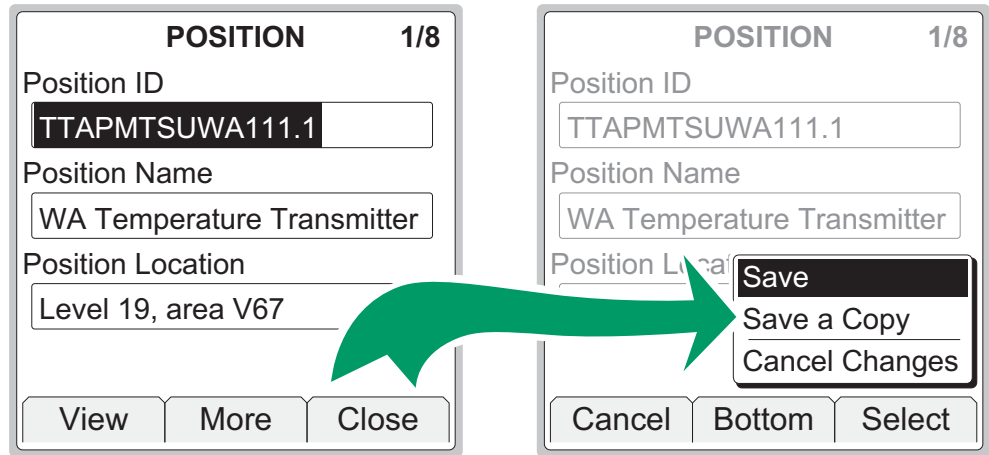 POSITION 1/8
Position ID
TTAPMTSUWA111.1
Position Name
WA Temperature Transmitter
Position Location
Level 19, area V67
View More Close
POSITION 1/8
Position ID
TTAPMTSUWA111.1
Position Name
WA Temperature Transmitter
Position
Save
Save a Copy
Cancel Changes
Cancel Bottom Select